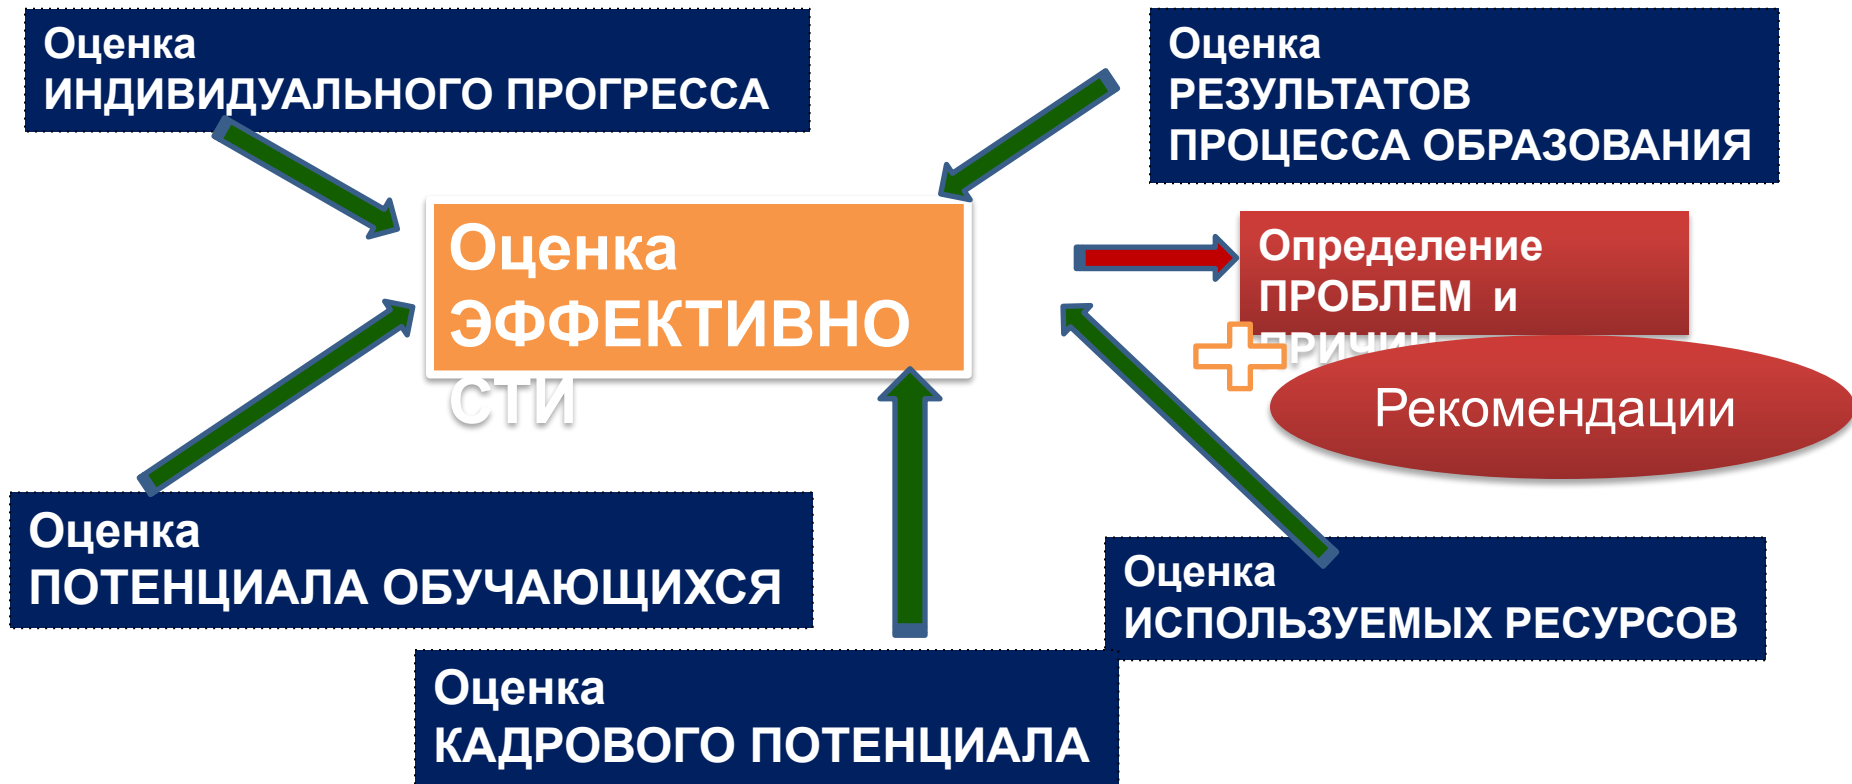 Оценка
ИНДИВИДУАЛЬНОГО ПРОГРЕССА
Оценка
РЕЗУЛЬТАТОВ
ПРОЦЕССА ОБРАЗОВАНИЯ
Оценка
ЭФФЕКТИВНО
СТИ
Определение
ПРОБЛЕМ и
ПРИЧИН
Рекомендации
Оценка
ПОТЕНЦИАЛА ОБУЧАЮЩИХСЯ
Оценка
ИСПОЛЬЗУЕМЫХ РЕСУРСОВ
Оценка
КАДРОВОГО ПОТЕНЦИАЛА